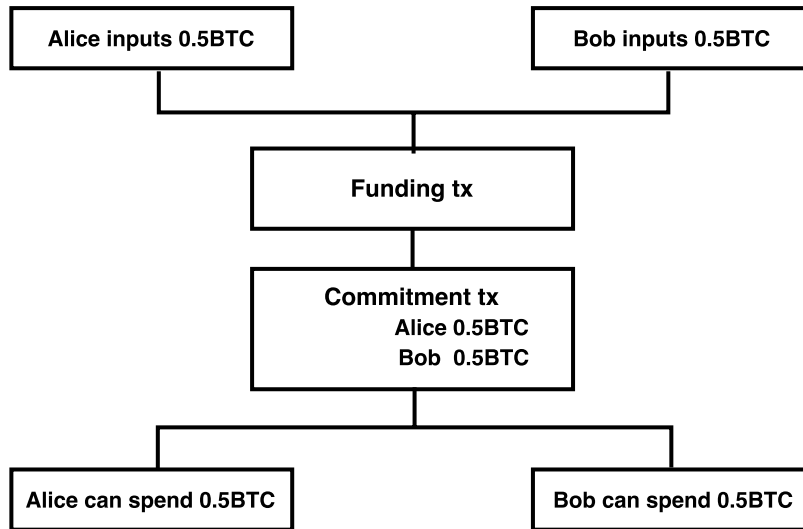 Alice inputs 0.5BTC
Bob inputs 0.5BTC
Funding tx
Commitment tx
Alice 0.5BTC
Bob 0.5BTC
Alice can spend 0.5BTC
Bob can spend 0.5BTC